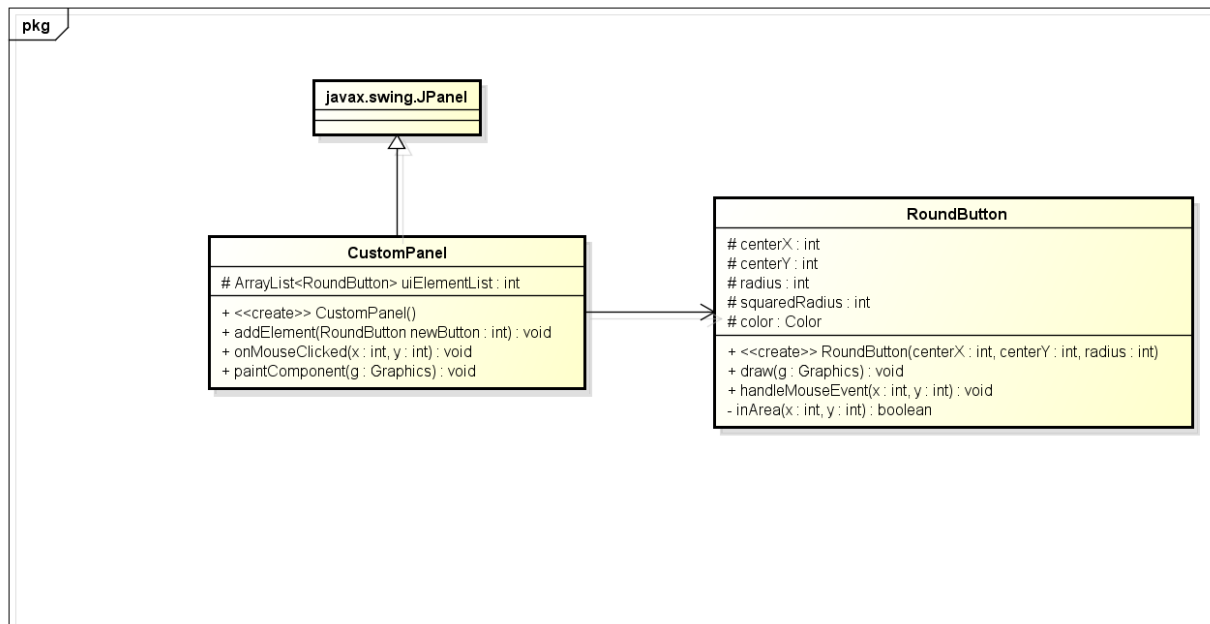 pkg
javax.swing.JPanel
CustomPanel
# ArrayList<RoundButton> uiElementList : int
+ <<create>> CustomPanel()
+ addElement(RoundButton newButton : int) : void
+ onMouseClicked(x : int, y : int) : void
+ paintComponent(g : Graphics) : void
RoundButton
# centerX : int
# centerY : int
# radius : int
# squaredRadius : int
# color : Color
+ <<create>> RoundButton(centerX : int, centerY : int, radius : int)
+ draw(g : Graphics) : void
+ handleMouseEvent(x : int, y : int) : void
- inArea(x : int, y : int) : boolean